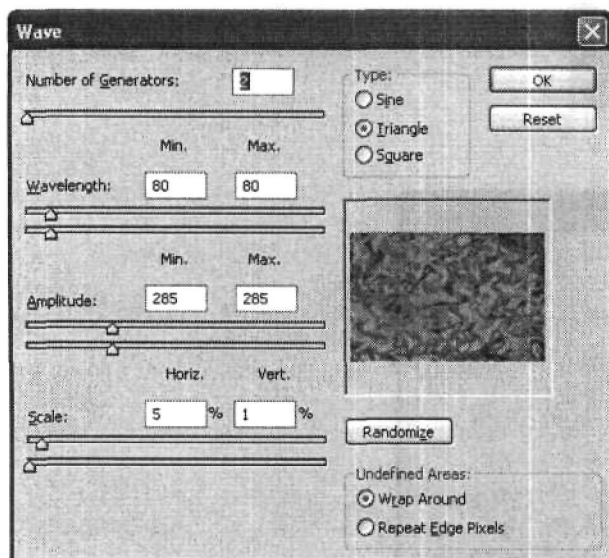 Wave
Number of Generators:
Min. Max.
Wavelength: 80 80
Min. Max.
Amplitude: 285 285
Horiz. Vert.
Scale: 5 % 1 %
Type:
Sine
Triangle
Square
OK
Reset
Randomize
Undefined Areas:
Wrap Around
Repeat Edge Pixels